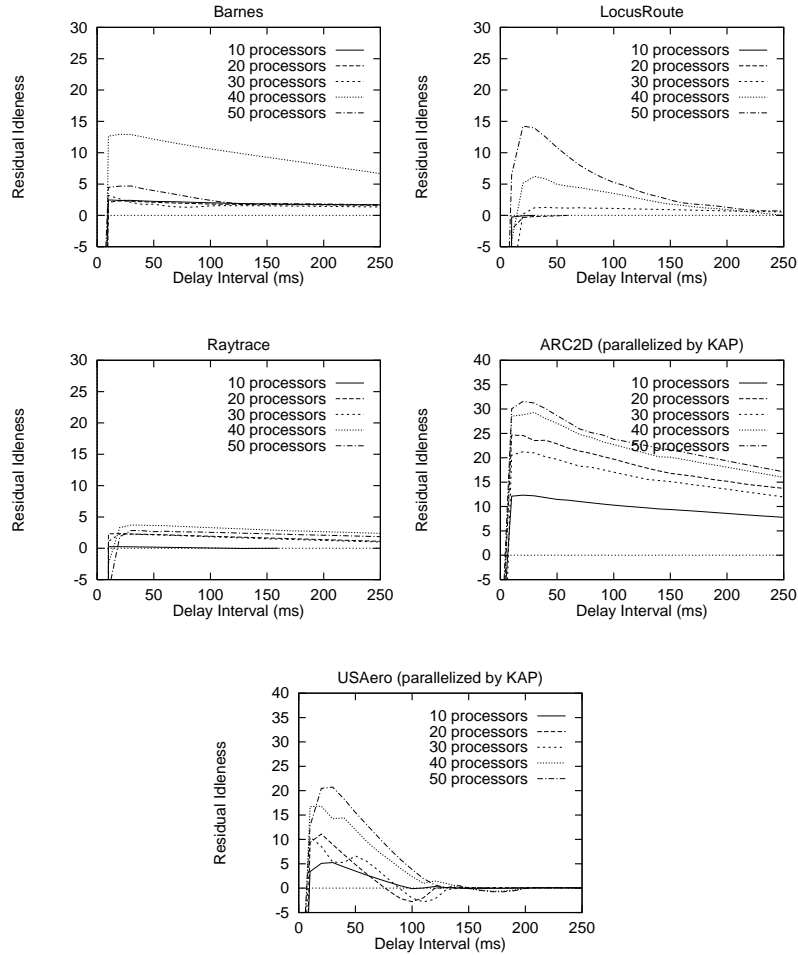 Barnes
30
25
20
15
10
5
0
-5
0 50 100 150 200 250
Residual Idleness
Delay Interval (ms)
10 processors
20 processors
30 processors
40 processors
50 processors
LocusRoute
30
25
20
15
10
5
0
-5
0 50 100 150 200 250
Residual Idleness
Delay Interval (ms)
10 processors
20 processors
30 processors
40 processors
50 processors
Raytrace
30
25
20
15
10
5
0
-5
0 50 100 150 200 250
Residual Idleness
Delay Interval (ms)
10 processors
20 processors
30 processors
40 processors
50 processors
ARC2D (parallelized by KAP)
40
35
30
25
20
15
10
5
0
-5
0 50 100 150 200 250
Residual Idleness
Delay Interval (ms)
10 processors
20 processors
30 processors
40 processors
50 processors
USAero (parallelized by KAP)
40
35
30
25
20
15
10
5
0
-5
0 50 100 150 200 250
Residual Idleness
Delay Interval (ms)
10 processors
20 processors
30 processors
40 processors
50 processors